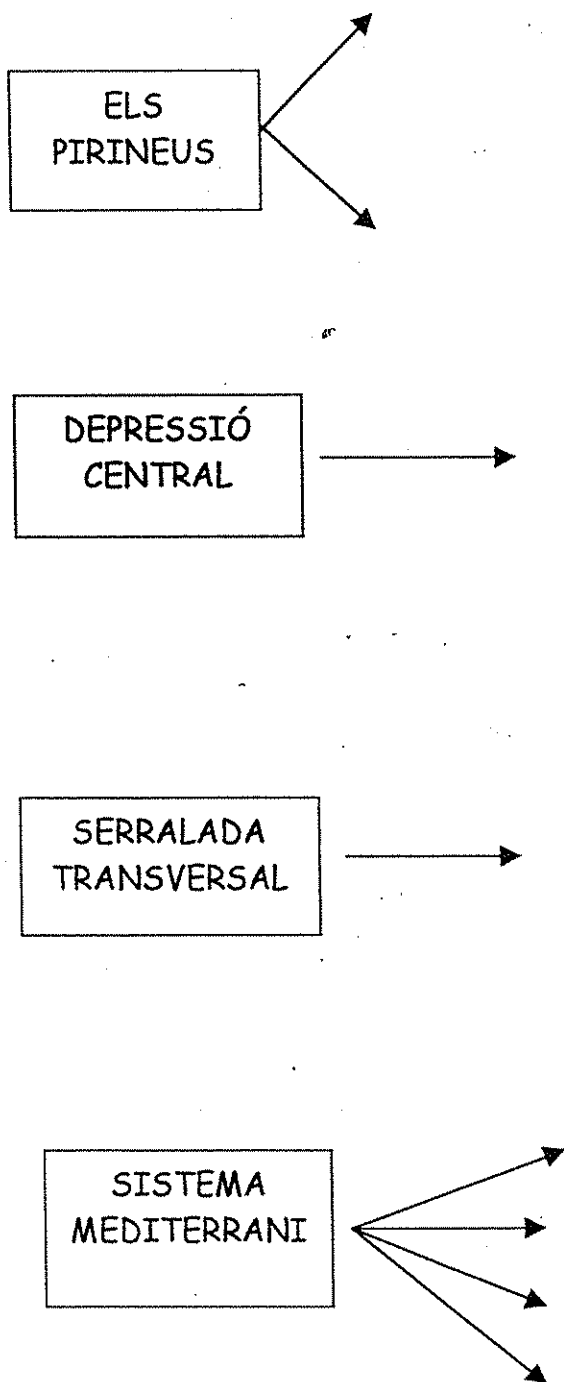 ELS
PIRINEUS
DEPRESSIÓ
CENTRAL
SERRALADA
TRANSVERSAL
SISTEMA
MEDITERRANI